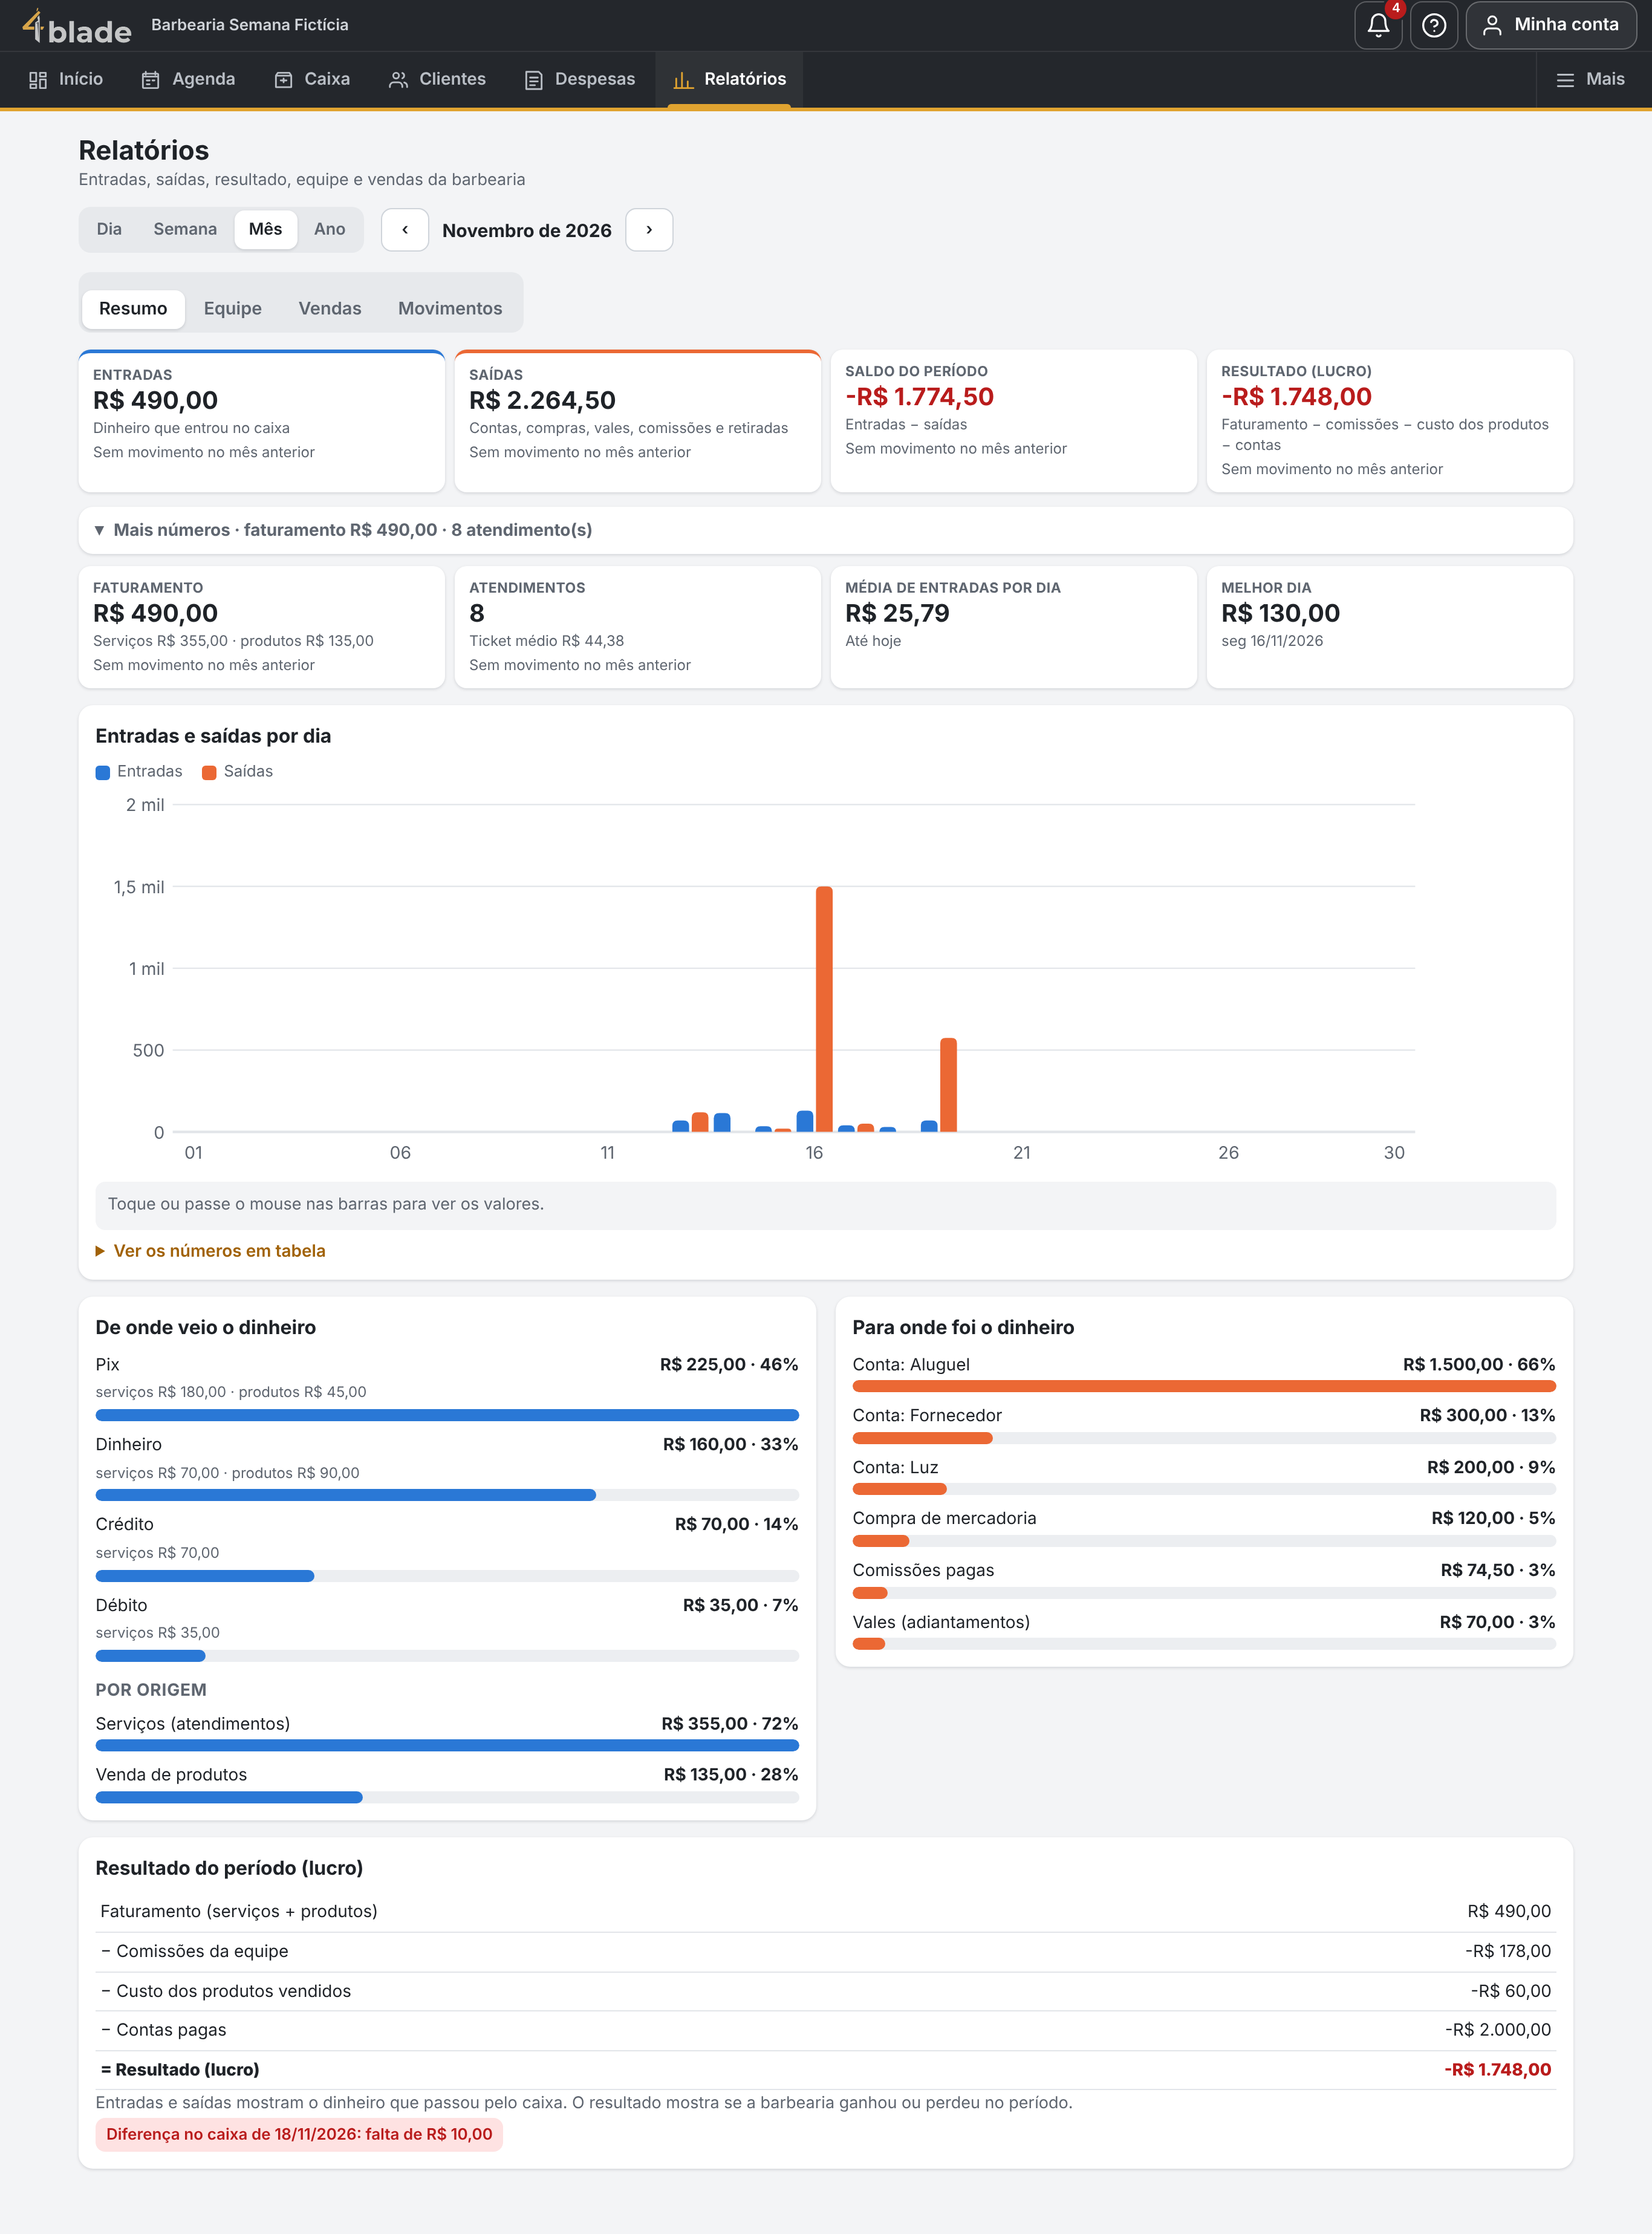 4blade
Barbearia Semana Fictícia
4
Minha conta
Início
Agenda
Caixa
Clientes
Despesas
Relatórios
Mais
Relatórios
Entradas, saídas, resultado, equipe e vendas da barbearia
Dia
Semana
Mês
Ano
‹
Novembro de 2026
›
Resumo
Equipe
Vendas
Movimentos
ENTRADAS
R$ 490,00
Dinheiro que entrou no caixa
Sem movimento no mês anterior
SAÍDAS
R$ 2.264,50
Contas, compras, vales, comissões e retiradas
Sem movimento no mês anterior
SALDO DO PERÍODO
-R$ 1.774,50
Entradas − saídas
Sem movimento no mês anterior
RESULTADO (LUCRO)
-R$ 1.748,00
Faturamento − comissões − custo dos produtos
− contas
Sem movimento no mês anterior
▼ Mais números · faturamento R$ 490,00 · 8 atendimento(s)
FATURAMENTO
R$ 490,00
Serviços R$ 355,00 · produtos R$ 135,00
Sem movimento no mês anterior
ATENDIMENTOS
8
Ticket médio R$ 44,38
Sem movimento no mês anterior
MÉDIA DE ENTRADAS POR DIA
R$ 25,79
Até hoje
MELHOR DIA
R$ 130,00
seg 16/11/2026
Entradas e saídas por dia
Entradas
Saídas
2 mil
1,5 mil
1 mil
500
0
01
06
11
16
21
26
30
Toque ou passe o mouse nas barras para ver os valores.
▶ Ver os números em tabela
De onde veio o dinheiro
Pix
R$ 225,00 · 46%
serviços R$ 180,00 · produtos R$ 45,00
Dinheiro
R$ 160,00 · 33%
serviços R$ 70,00 · produtos R$ 90,00
Crédito
R$ 70,00 · 14%
serviços R$ 70,00
Débito
R$ 35,00 · 7%
serviços R$ 35,00
POR ORIGEM
Serviços (atendimentos)
R$ 355,00 · 72%
Venda de produtos
R$ 135,00 · 28%
Para onde foi o dinheiro
Conta: Aluguel
R$ 1.500,00 · 66%
Conta: Fornecedor
R$ 300,00 · 13%
Conta: Luz
R$ 200,00 · 9%
Compra de mercadoria
R$ 120,00 · 5%
Comissões pagas
R$ 74,50 · 3%
Vales (adiantamentos)
R$ 70,00 · 3%
Resultado do período (lucro)
Faturamento (serviços + produtos)
R$ 490,00
− Comissões da equipe
-R$ 178,00
− Custo dos produtos vendidos
-R$ 60,00
− Contas pagas
-R$ 2.000,00
= Resultado (lucro)
-R$ 1.748,00
Entradas e saídas mostram o dinheiro que passou pelo caixa. O resultado mostra se a barbearia ganhou ou perdeu no período.
Diferença no caixa de 18/11/2026: falta de R$ 10,00